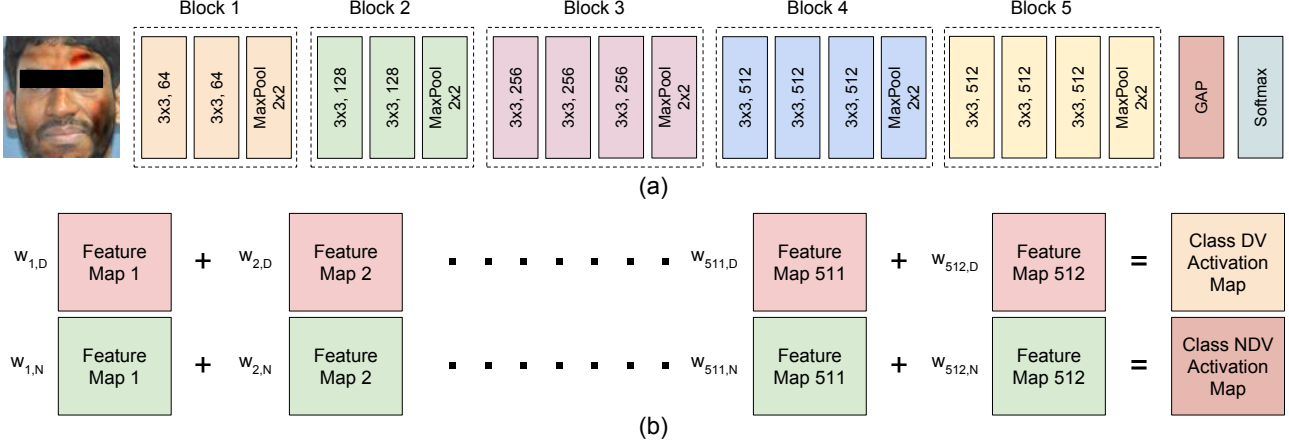 Block 1 Block 2 Block 3 Block 4 Block 5
3x3, 64
3x3, 64
MaxPool
2x2
3x3, 128
3x3, 128
MaxPool
2x2
3x3, 256
3x3, 256
3x3, 256
MaxPool
2x2
3x3, 512
3x3, 512
3x3, 512
MaxPool
2x2
3x3, 512
3x3, 512
3x3, 512
MaxPool
2x2
GAP
Softmax
(a)
w1,D
Feature
Map 1
+
w2,D
Feature
Map 2
. . . . . . .
w511,D
Feature
Map 511
+
w512,D
Feature
Map 512
=
Class DV
Activation
Map
w1,N
Feature
Map 1
+
w2,N
Feature
Map 2
. . . . . . .
w511,N
Feature
Map 511
+
w512,N
Feature
Map 512
=
Class NDV
Activation
Map
(b)